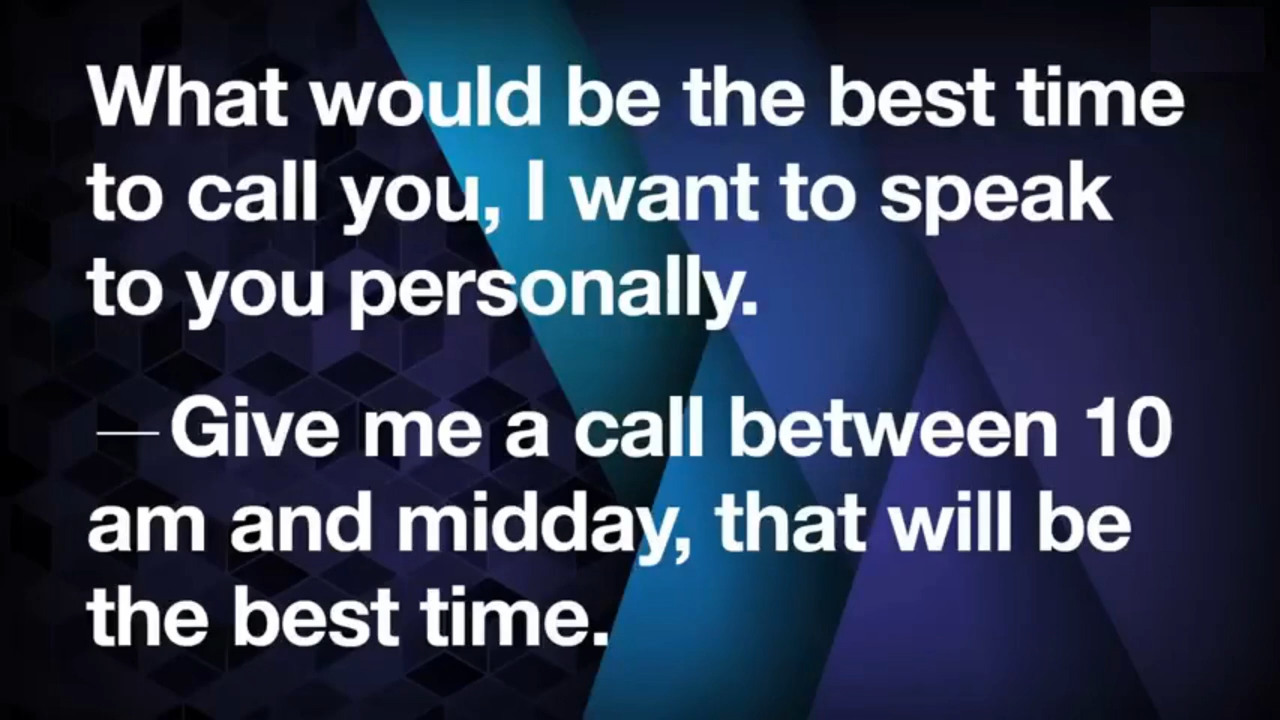 What would be the best time
to call you, I want to speak
to you personally.
—Give me a call between 10
am and midday, that will be
the best time.